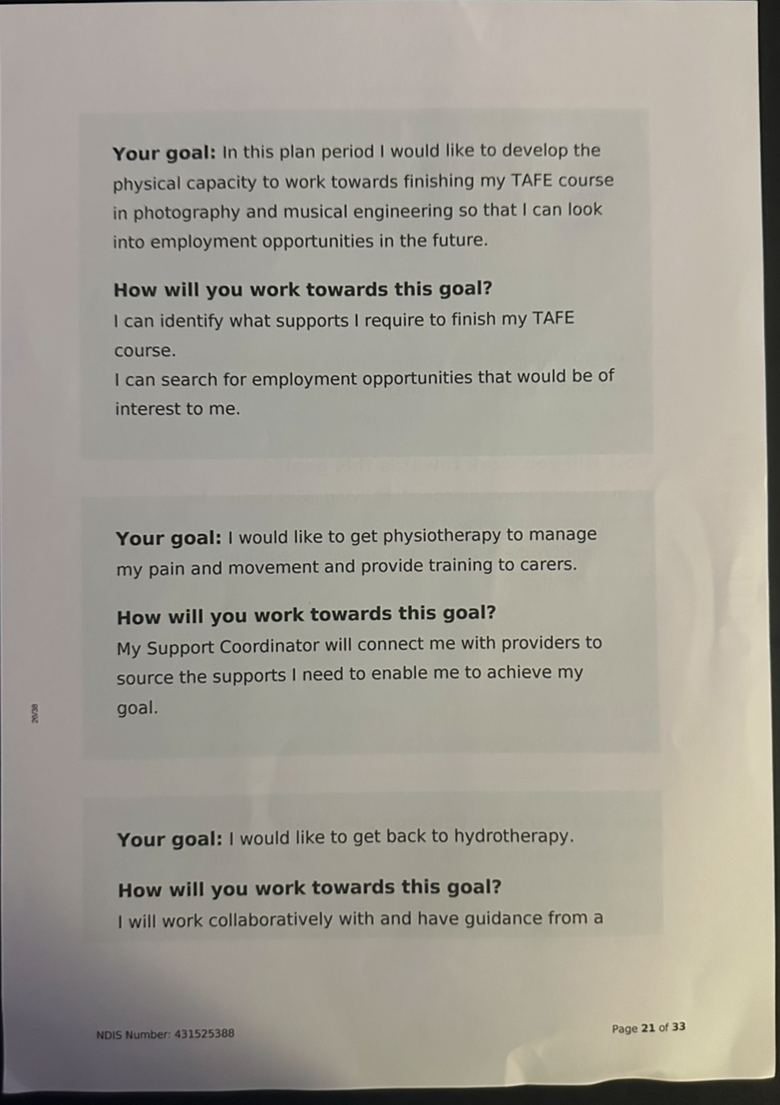 Your goal: In this plan period I would like to develop the
physical capacity to work towards finishing my TAFE course
in photography and musical engineering so that I can look
into employment opportunities in the future.
How will you work towards this goal?
I can identify what supports I require to finish my TAFE
course.
I can search for employment opportunities that would be of
interest to me.
Your goal: I would like to get physiotherapy to manage
my pain and movement and provide training to carers.
How will you work towards this goal?
My Support Coordinator will connect me with providers to
source the supports I need to enable me to achieve my
goal.
Your goal: I would like to get back to hydrotherapy.
How will you work towards this goal?
I will work collaboratively with and have guidance from a
NDIS Number: 431525388
Page 21 of 33